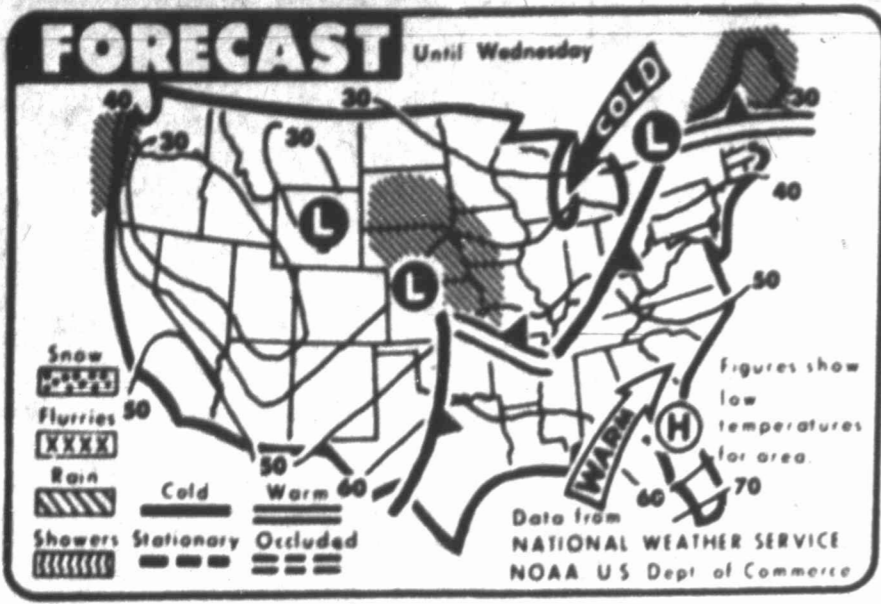 FORECAST
Until Wednesday
40
30
COLD
30
30
30
L
L
L
40
50
Snow
Flurries
50
XXXX
Rain
Cold
50
Warm
60
Showers
Stationary
Occluded
WARM
H
60
70
Figures show
low
temperatures
for area.
Data from
NATIONAL WEATHER SERVICE
NOAA U S Dept of Commerce